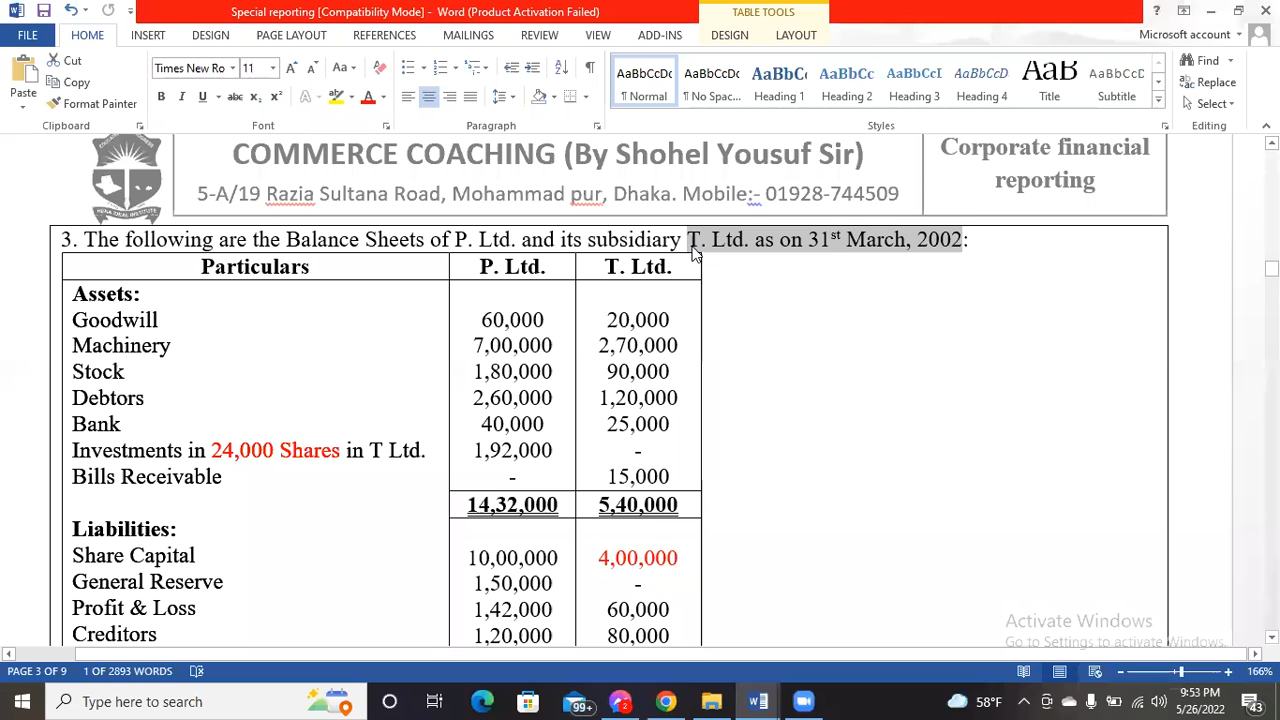 Special reporting [Compatibility Mode] - Word (Product Activation Failed)
TABLE TOOLS
?
FILE HOME INSERT DESIGN PAGE LAYOUT REFERENCES MAILINGS REVIEW VIEW ADD-INS DESIGN LAYOUT
Microsoft account
Paste
Cut
Copy
Format Painter
Clipboard
Times New Ro 11
Aa
B I U abc x₂ x²
A
Font
Paragraph
AaBbCcDc AaBbCcDc AaBbCc AaBbCc AaBbCcI AaBbCcD AaB AaBbCcD
¶ Normal ¶ No Spac... Heading 1 Heading 2 Heading 3 Heading 4 Title Subtitle
Styles
Find
Replace
Select
Editing
COMMERCE COACHING (By Shohel Yousuf Sir)
5-A/19 Razia Sultana Road, Mohammad pur, Dhaka. Mobile:- 01928-744509
Corporate financial
reporting
3. The following are the Balance Sheets of P. Ltd. and its subsidiary T. Ltd. as on 31st March, 2002:
Particulars P. Ltd. T. Ltd.
Assets:
Goodwill 60,000 20,000
Machinery 7,00,000 2,70,000
Stock 1,80,000 90,000
Debtors 2,60,000 1,20,000
Bank 40,000 25,000
Investments in 24,000 Shares in T Ltd. 1,92,000 -
Bills Receivable - 15,000
14,32,000 5,40,000
Liabilities:
Share Capital 10,00,000 4,00,000
General Reserve 1,50,000 -
Profit & Loss 1,42,000 60,000
Creditors 1,20,000 80,000
Activate Windows
Go to Settings to activate Windows.
PAGE 3 OF 9 1 OF 2893 WORDS
166%
Type here to search
99+
58°F
9:53 PM
5/26/2022
43